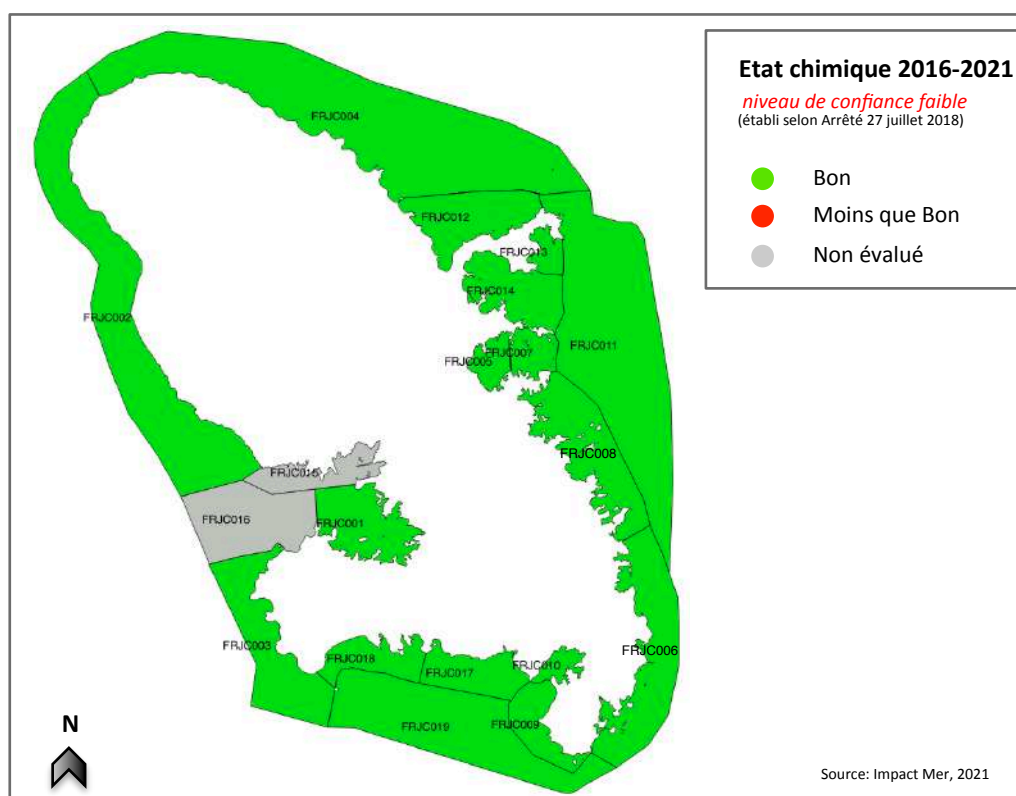 Etat chimique 2016-2021
niveau de confiance faible
(établi selon Arrêté 27 juillet 2018)
Bon
Moins que Bon
Non évalué
FRJC004
FRJC012
FRJC013
FRJC014
FRJC002
FRJC011
FRJC007
FRJC005
FRJC008
FRJC015
FRJC016
FRJC001
FRJC003
FRJC006
FRJC018
FRJC010
FRJC017
FRJC019
FRJC009
N
Source: Impact Mer, 2021